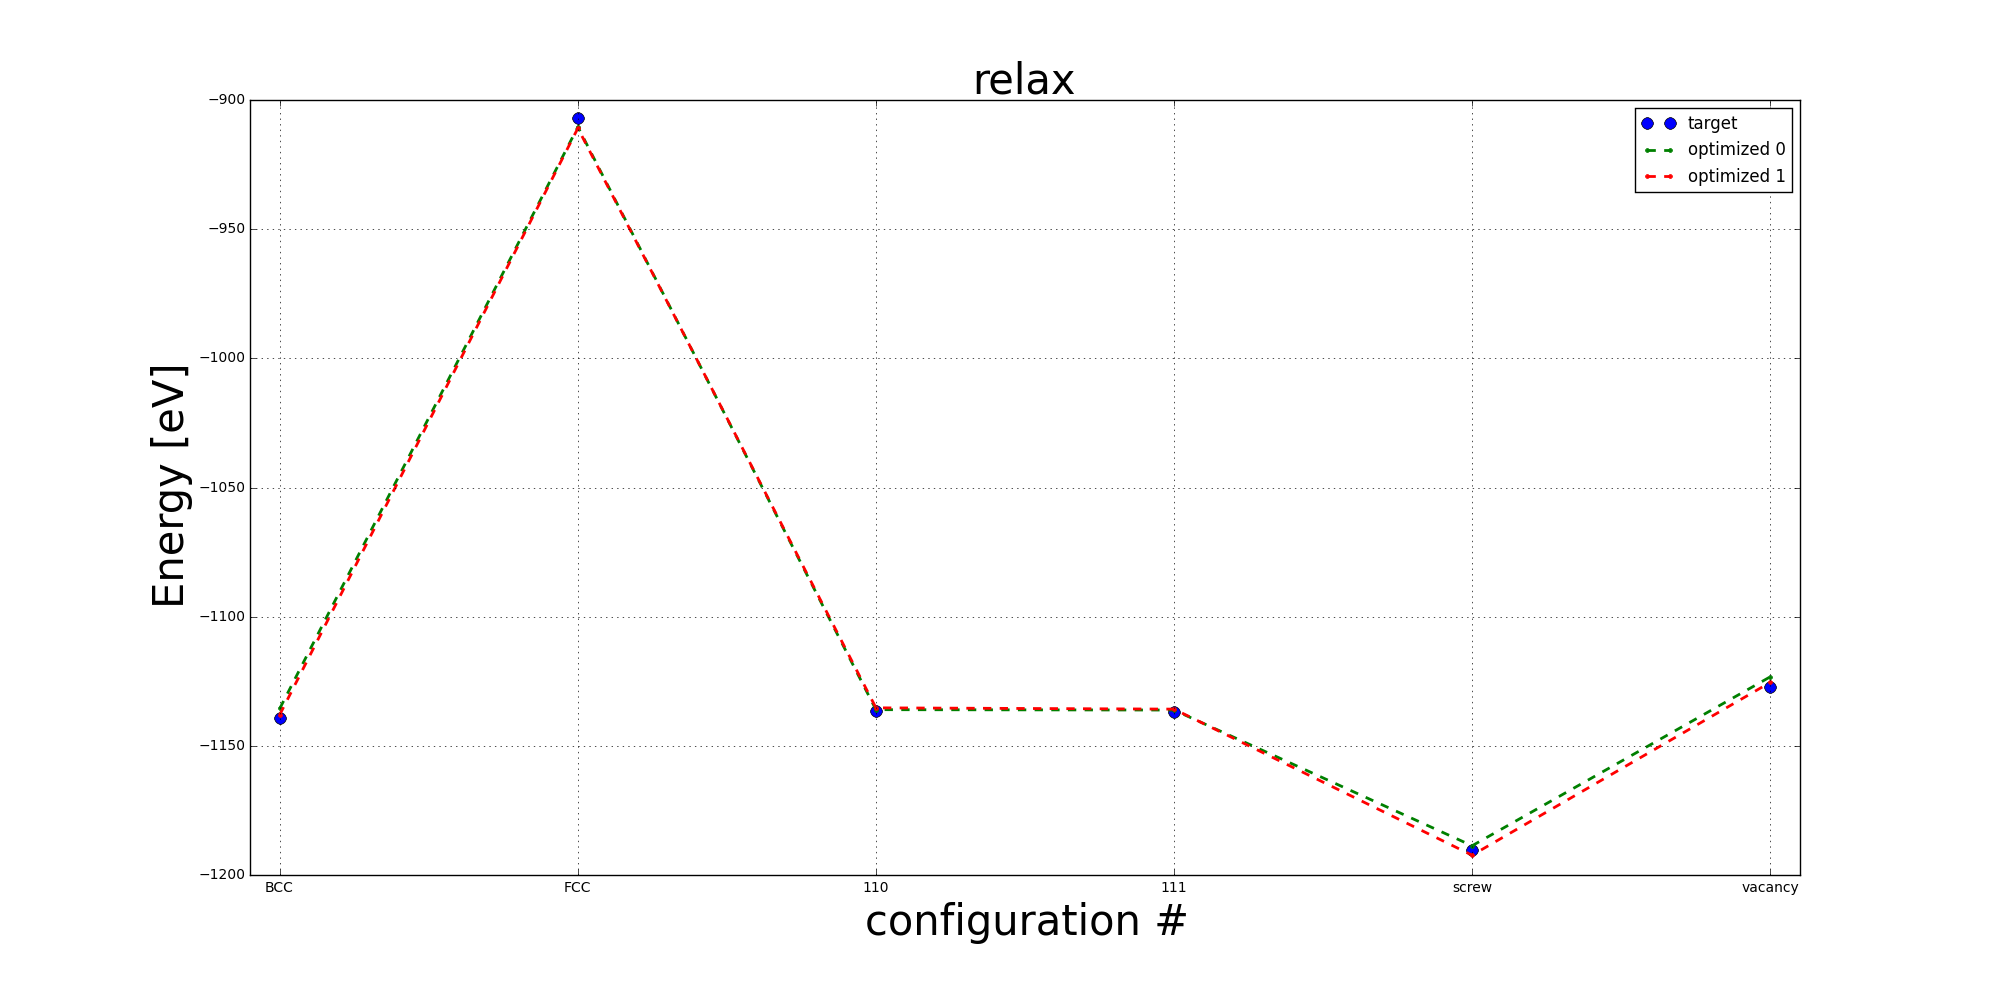 relax
−900
−950
−1000
−1050
−1100
−1150
−1200
Energy [eV]
target
optimized 0
optimized 1
BCC
FCC
110
111
screw
vacancy
configuration #